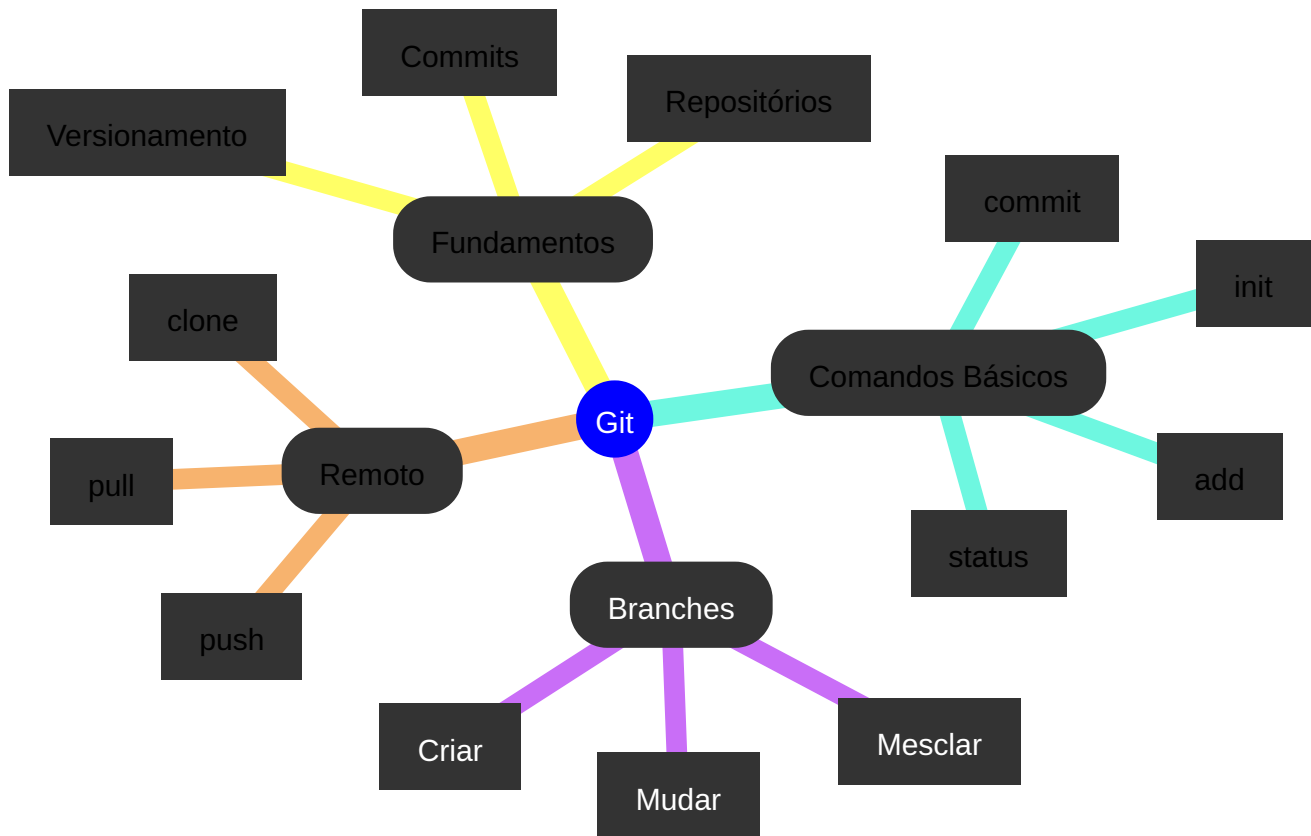 Commits
Repositórios
Versionamento
Fundamentos
commit
init
clone
Comandos Básicos
Git
Remoto
pull
add
status
push
Branches
Criar
Mesclar
Mudar